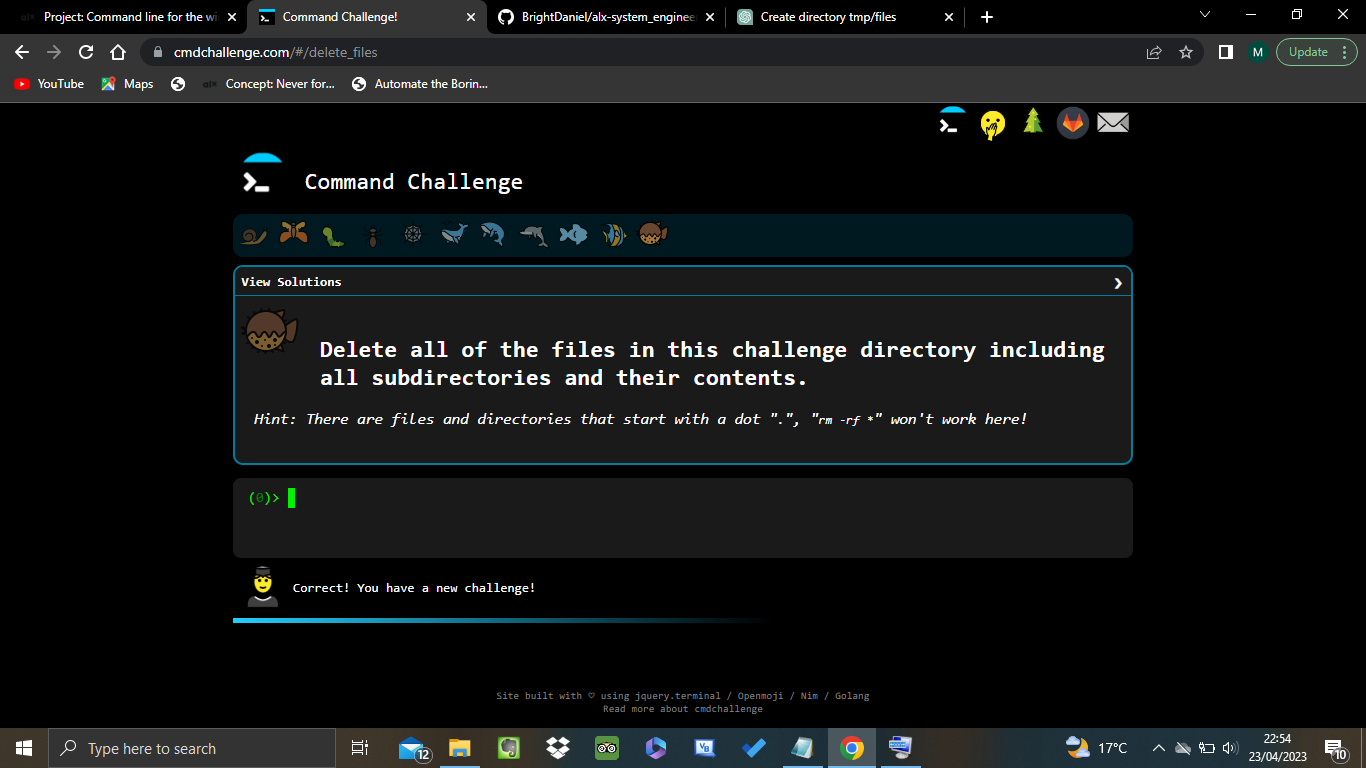 Project: Command line for the wi
Command Challenge!
BrightDaniel/alx-system_enginee
Create directory tmp/files
cmdchallenge.com/#/delete_files
M
Update
YouTube
Maps
Concept: Never for...
Automate the Borin...
Command Challenge
View Solutions
Delete all of the files in this challenge directory including
all subdirectories and their contents.
Hint: There are files and directories that start with a dot ".", "rm -rf *" won't work here!
(0)>
Correct! You have a new challenge!
Site built with ♡ using jquery.terminal / Openmoji / Nim / Golang
Read more about cmdchallenge
Type here to search
12
17°C
22:54
23/04/2023
10